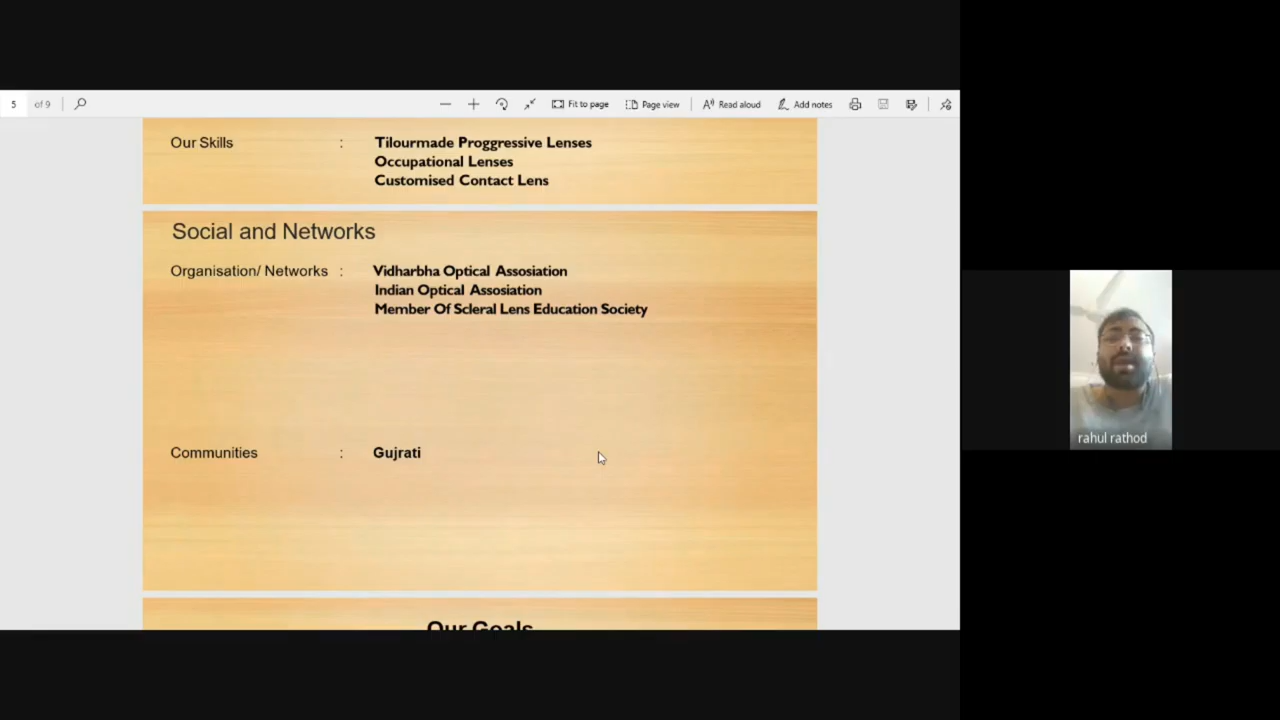 5 of 9 Fit to page Page view Read aloud Add notes
Our Skills : Tilourmade Proggressive Lenses
Occupational Lenses
Customised Contact Lens
Social and Networks
Organisation/ Networks : Vidharbha Optical Assosiation
Indian Optical Assosiation
Member Of Scleral Lens Education Society
Communities : Gujrati
rahul rathod
Our Goals